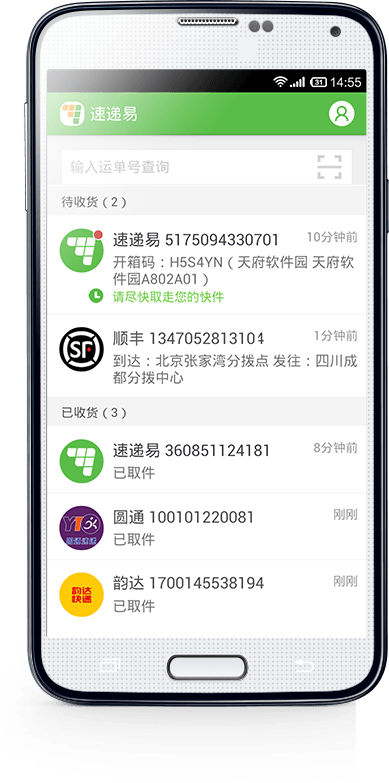 31 14:55
速递易
输入运单号查询
待收货（2）
速递易 5175094330701 10分钟前
开箱码：H5S4YN（天府软件园 天府软
件园A802A01）
请尽快取走您的快件
顺丰 1347052813104 1分钟前
SF
到达：北京张家湾分拨点 发往：四川成
都分拨中心
已收货（3）
速递易 360851124181 8分钟前
已取件
圆通 100101220081 刚刚
YTO
圆通速递
已取件
韵达 1700145538194 刚刚
韵达
快递
已取件